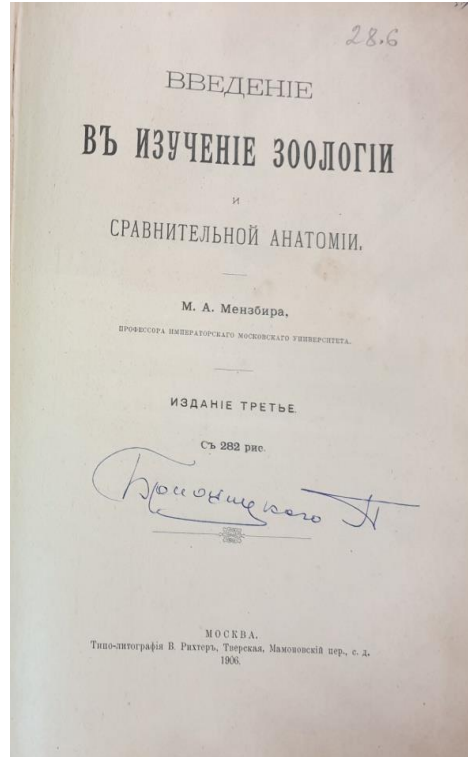 28.6
ВВЕДЕНІЕ
ВЪ ИЗУЧЕНІЕ ЗООЛОГІИ
И
СРАВНИТЕЛЬНОЙ АНАТОМІИ.
М. А. Мензбира,
ПРОФЕССОРА ИМПЕРАТОРСКАГО МОСКОВСКАГО УНИВЕРСИТЕТА.
ИЗДАНІЕ ТРЕТЬЕ.
Съ 282 рис.
МОСКВА.
Типо-литографія В. Рихтеръ, Тверская, Мамоновскій пер., с. д.
1906.